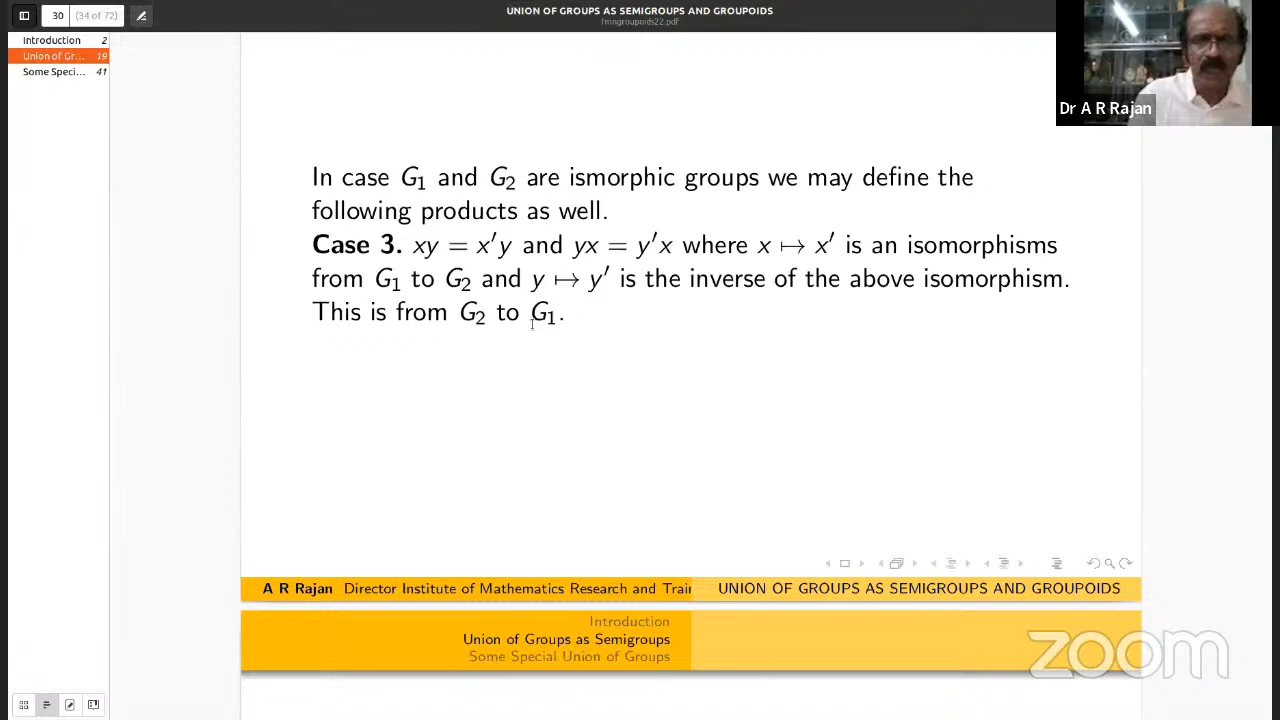 30
(34 of 72)
UNION OF GROUPS AS SEMIGROUPS AND GROUPOIDS
fmngroupoids22.pdf
Introduction 2
Union of Gr... 19
Some Speci... 41
Dr A R Rajan
In case G₁ and G₂ are ismorphic groups we may define the
following products as well.
Case 3. xy = x′y and yx = y′x where x ↦ x′ is an isomorphisms
from G₁ to G₂ and y ↦ y′ is the inverse of the above isomorphism.
This is from G₂ to G₁.
A R Rajan Director Institute of Mathematics Research and Trai
UNION OF GROUPS AS SEMIGROUPS AND GROUPOIDS
Introduction
Union of Groups as Semigroups
Some Special Union of Groups
zoom